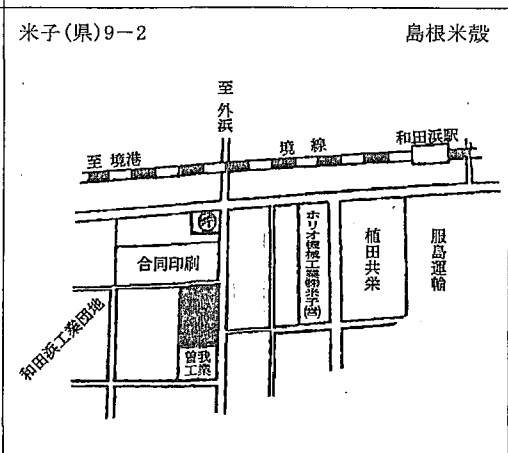 米子(県)9-2
島根米穀
至外浜
至境港
境線
和田浜駅
合同印刷
ホリオ機械工業㈱米子(営)
植田共栄
服島運輸
和田浜工業団地
曽我工業